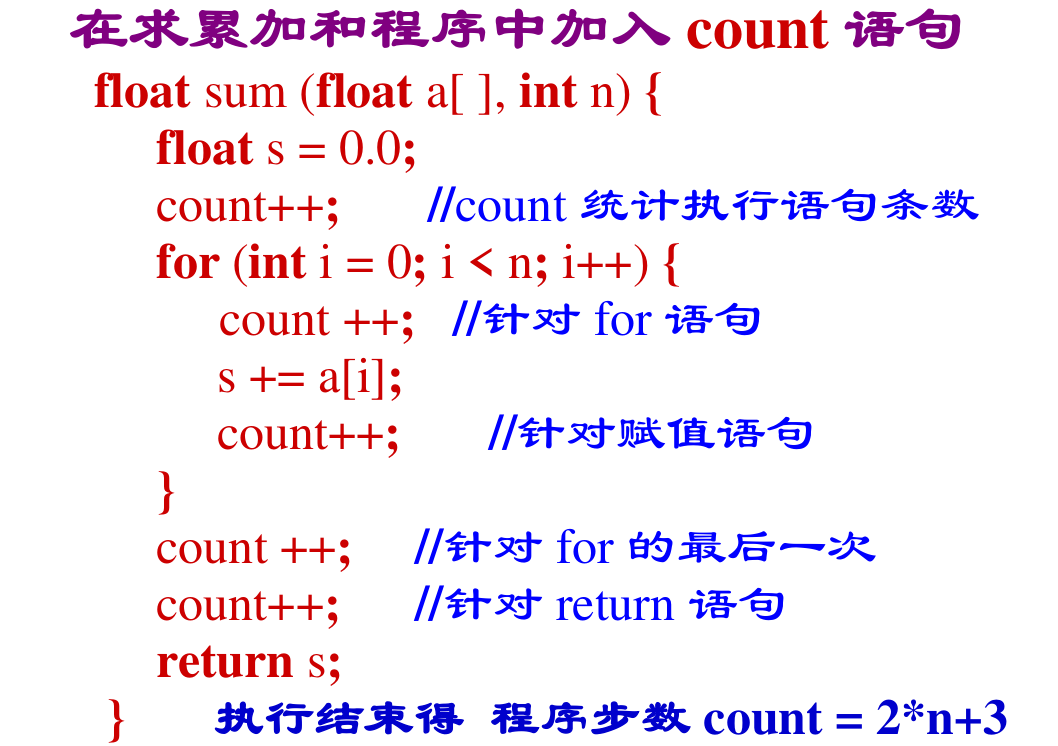 在求累加和程序中加入 count 语句
float sum (float a[ ], int n) {
float s = 0.0;
count++; //count 统计执行语句条数
for (int i = 0; i < n; i++) {
count ++; //针对 for 语句
s += a[i];
count++; //针对赋值语句
}
count ++; //针对 for 的最后一次
count++; //针对 return 语句
return s;
} 执行结束得 程序步数 count = 2*n+3